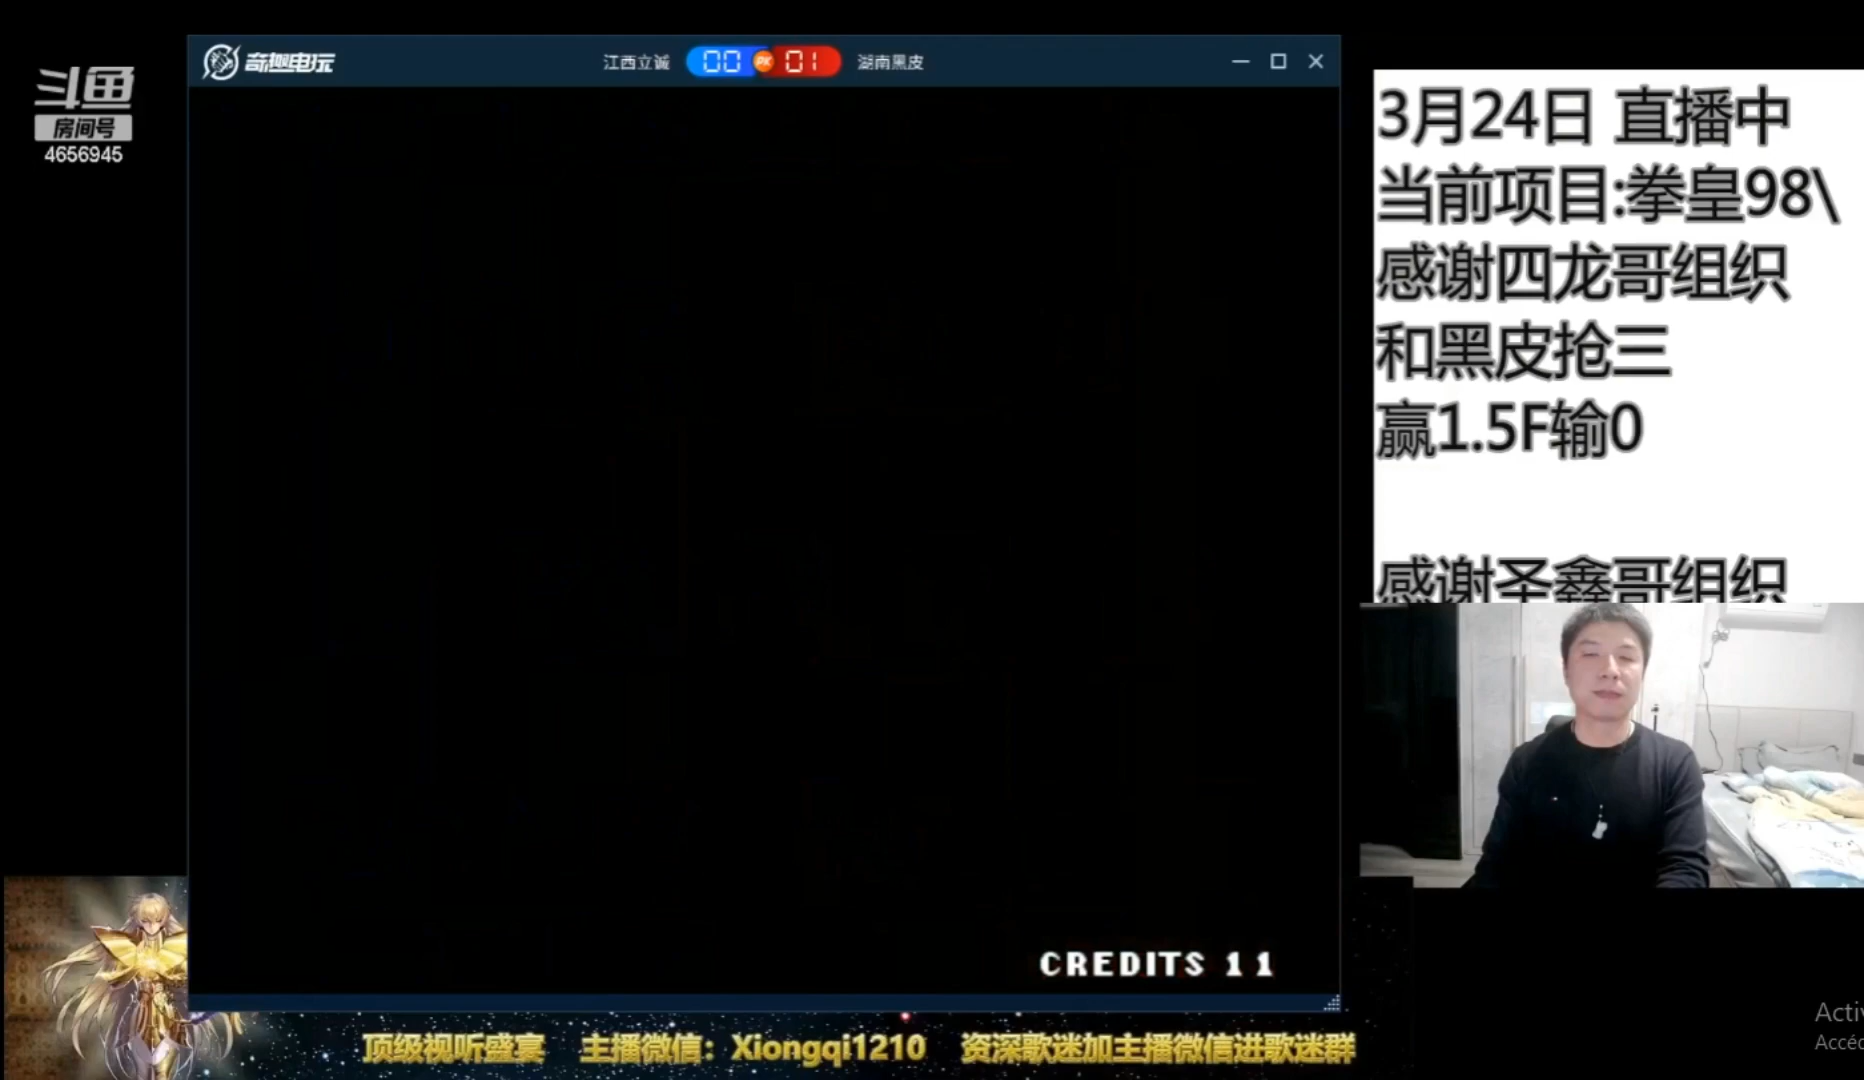 斗鱼
房间号
4656945
奇趣电玩
江西立诚 00 PK 01 湖南黑皮
3月24日 直播中
当前项目:拳皇98\
感谢四龙哥组织
和黑皮抢三
赢1.5F输0
感谢圣鑫哥组织
CREDITS 11
顶级视听盛宴 主播微信：Xiongqi1210 资深歌迷加主播微信进歌迷群
Activ
Accéd